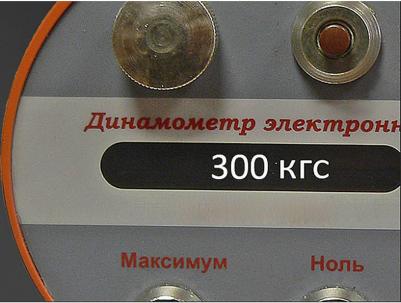 Динамометр электронн
300 кгс
Максимум Ноль